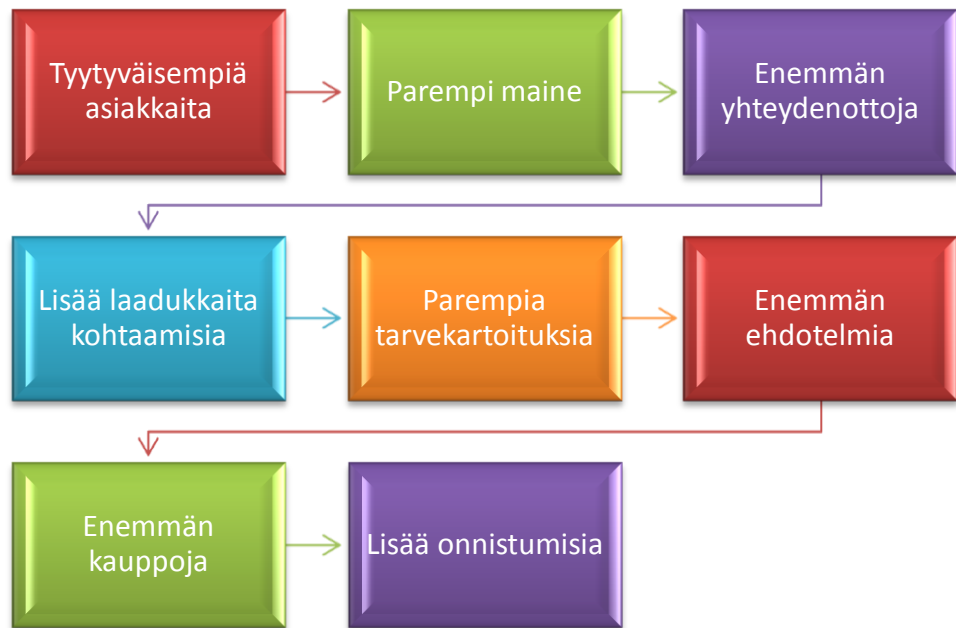 Tyytyväisempiä
asiakkaita
Parempi maine
Enemmän
yhteydenottoja
Lisää laadukkaita
kohtaamisia
Parempia
tarvekartoituksia
Enemmän
ehdotelmia
Enemmän
kauppoja
Lisää onnistumisia